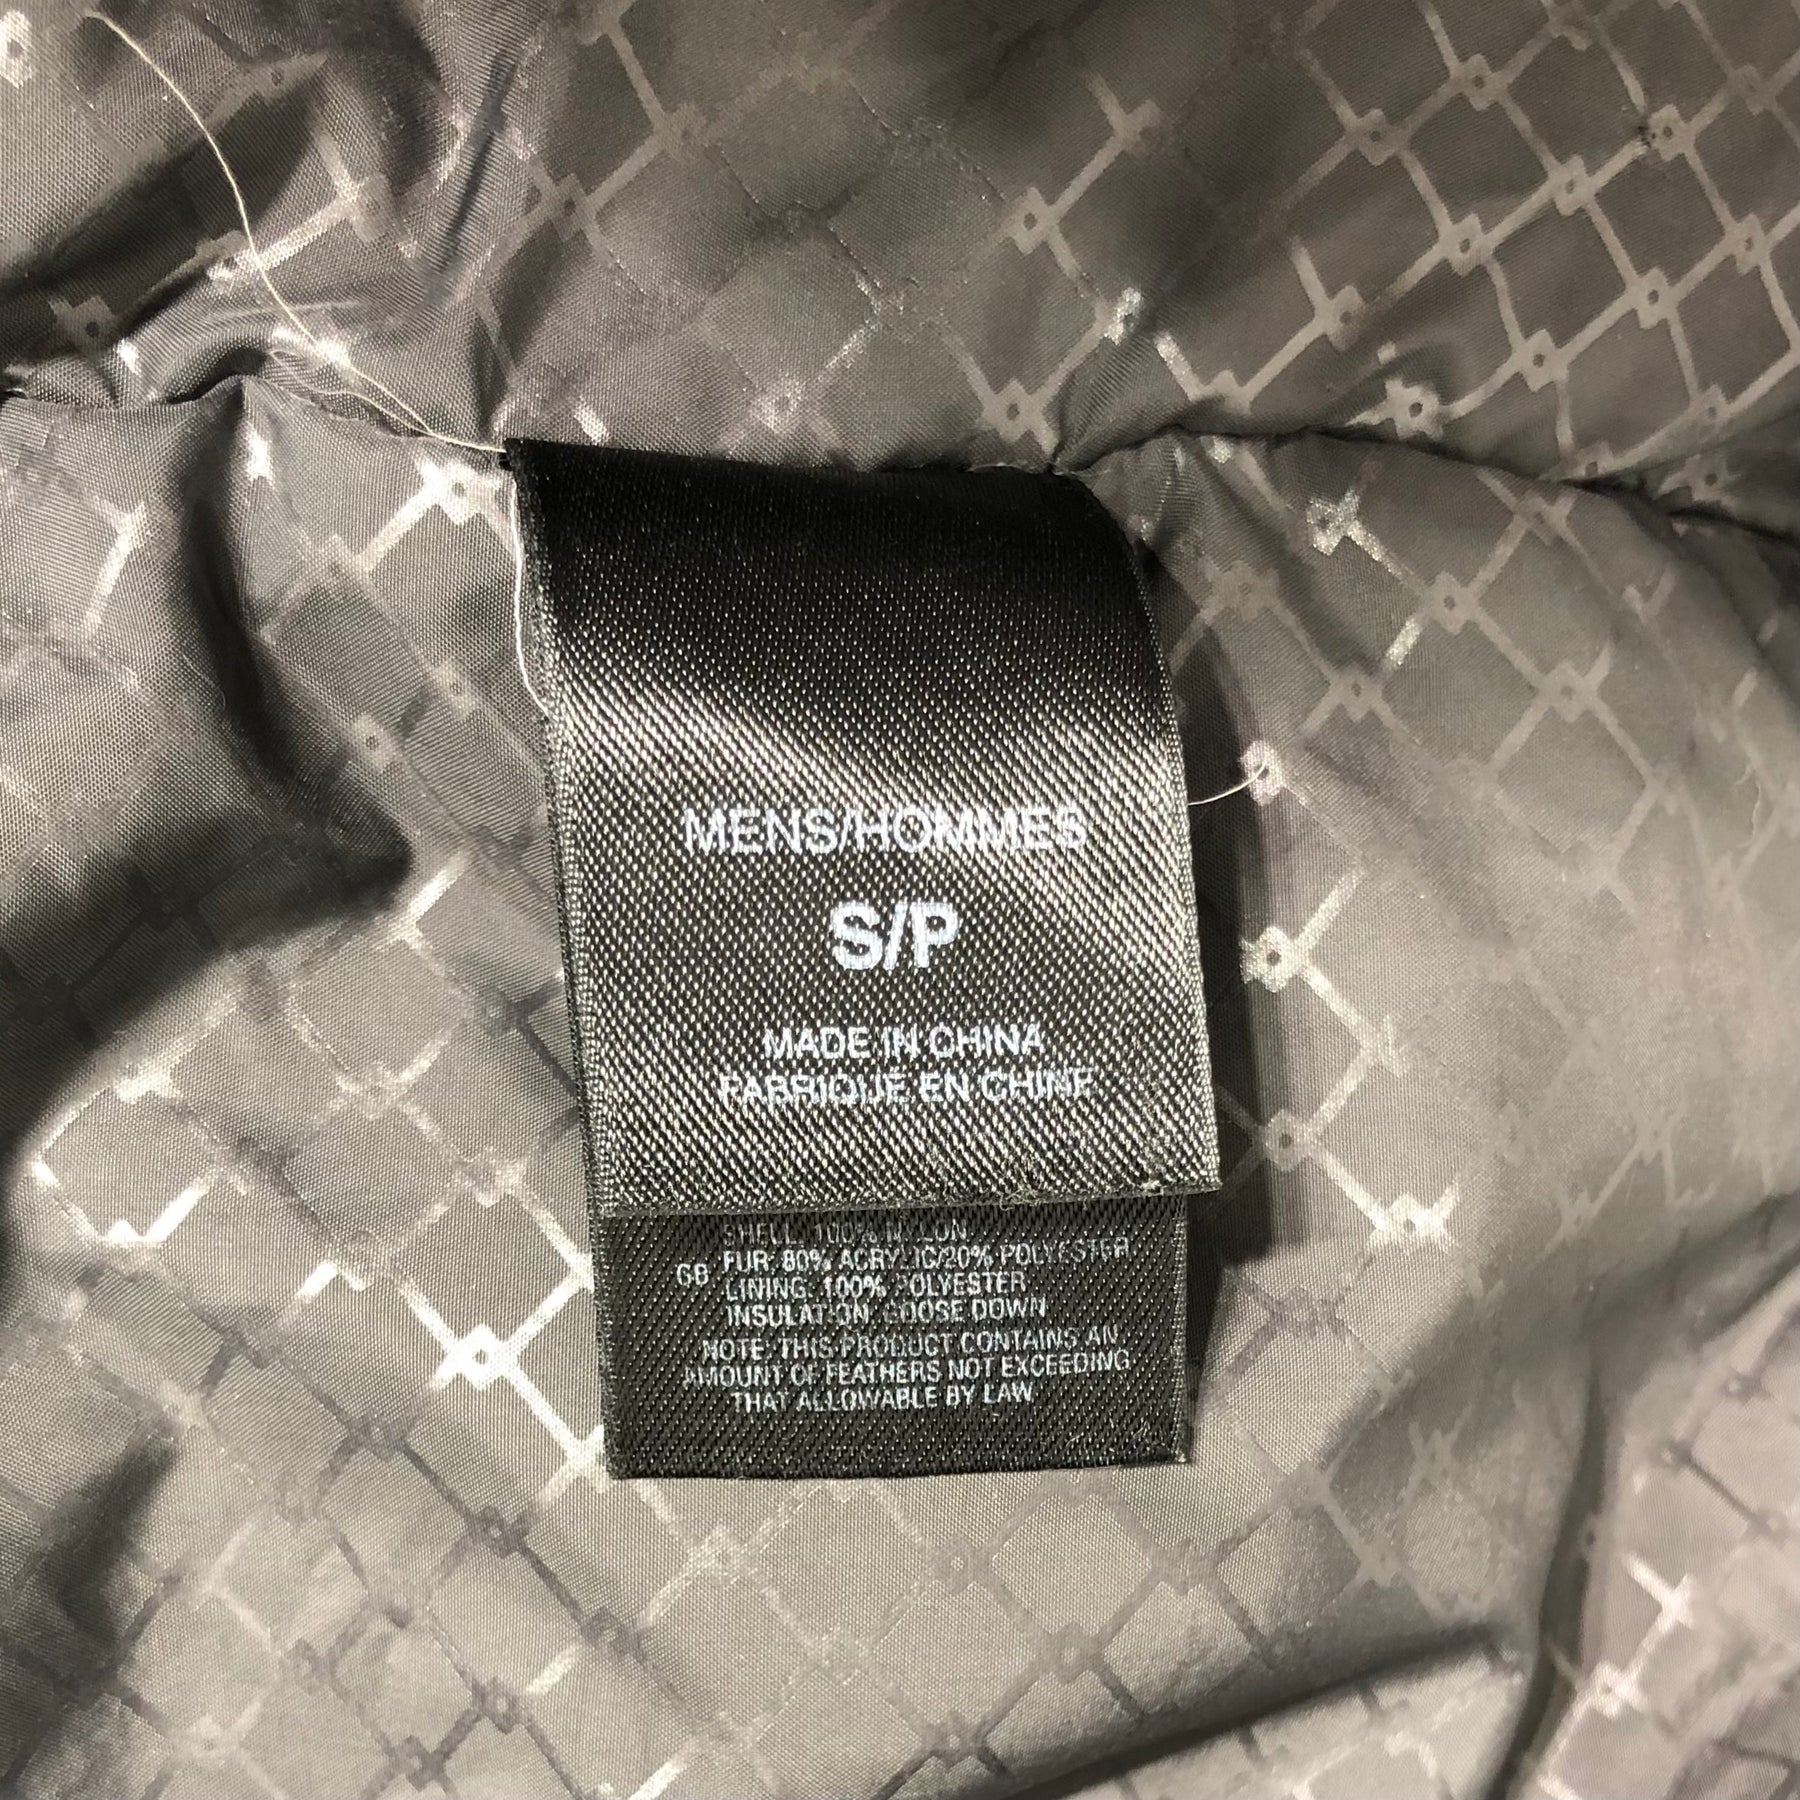 MENS/HOMMES
S/P
MADE IN CHINA
FABRIQUE EN CHINE
SHELL: 100% NYLON
GB FUR: 80% ACRYLIC/20% POLYESTER
LINING: 100% POLYESTER
INSULATION: GOOSE DOWN
NOTE: THIS PRODUCT CONTAINS AN
AMOUNT OF FEATHERS NOT EXCEEDING
THAT ALLOWABLE BY LAW